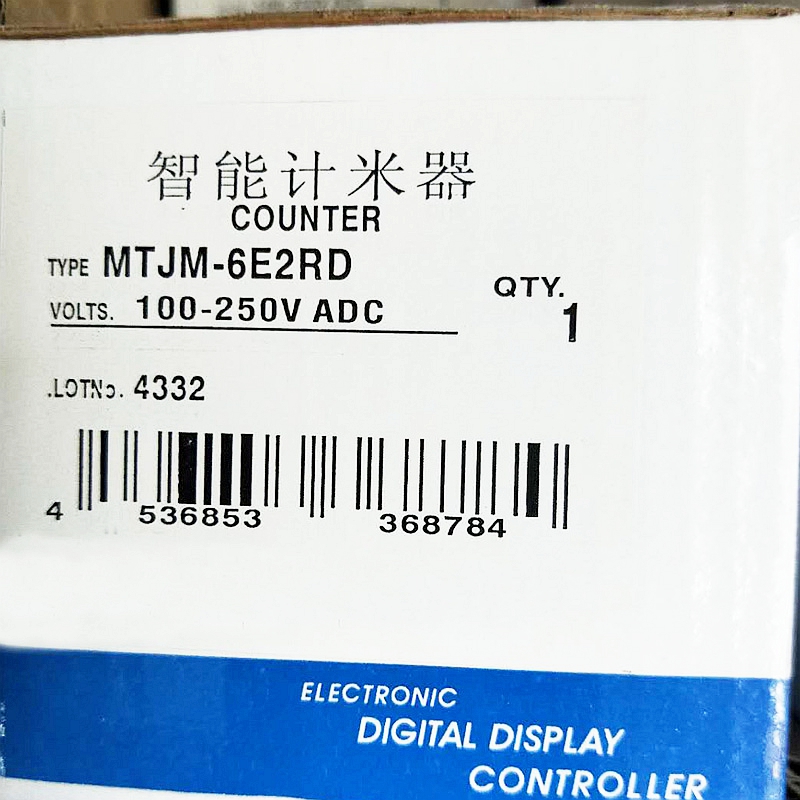 智能计米器
COUNTER
TYPE MTJM-6E2RD
VOLTS. 100-250V ADC
QTY.
1
.LOTNo. 4332
4 536853 368784
ELECTRONIC
DIGITAL DISPLAY
CONTROLLER